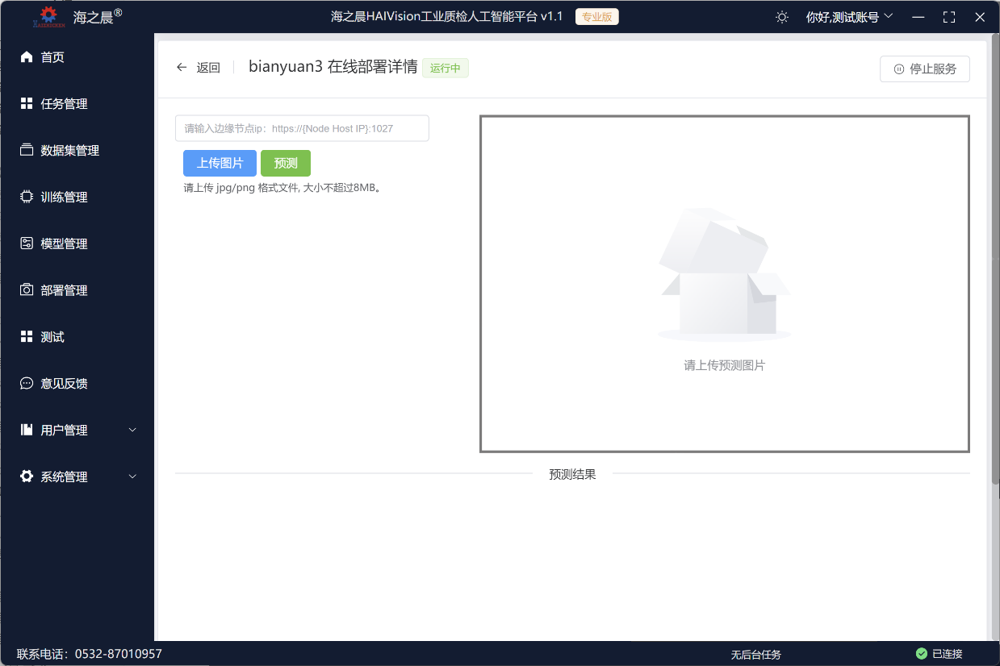 海之晨®
HAIZHICHEN
海之晨HAIVision工业质检人工智能平台 v1.1
专业版
你好,测试账号
首页
任务管理
数据集管理
训练管理
模型管理
部署管理
测试
意见反馈
用户管理
系统管理
返回
bianyuan3 在线部署详情
运行中
停止服务
请输入边缘节点ip：https://{Node Host IP}:1027
上传图片
预测
请上传 jpg/png 格式文件, 大小不超过8MB。
请上传预测图片
预测结果
联系电话：0532-87010957
无后台任务
已连接